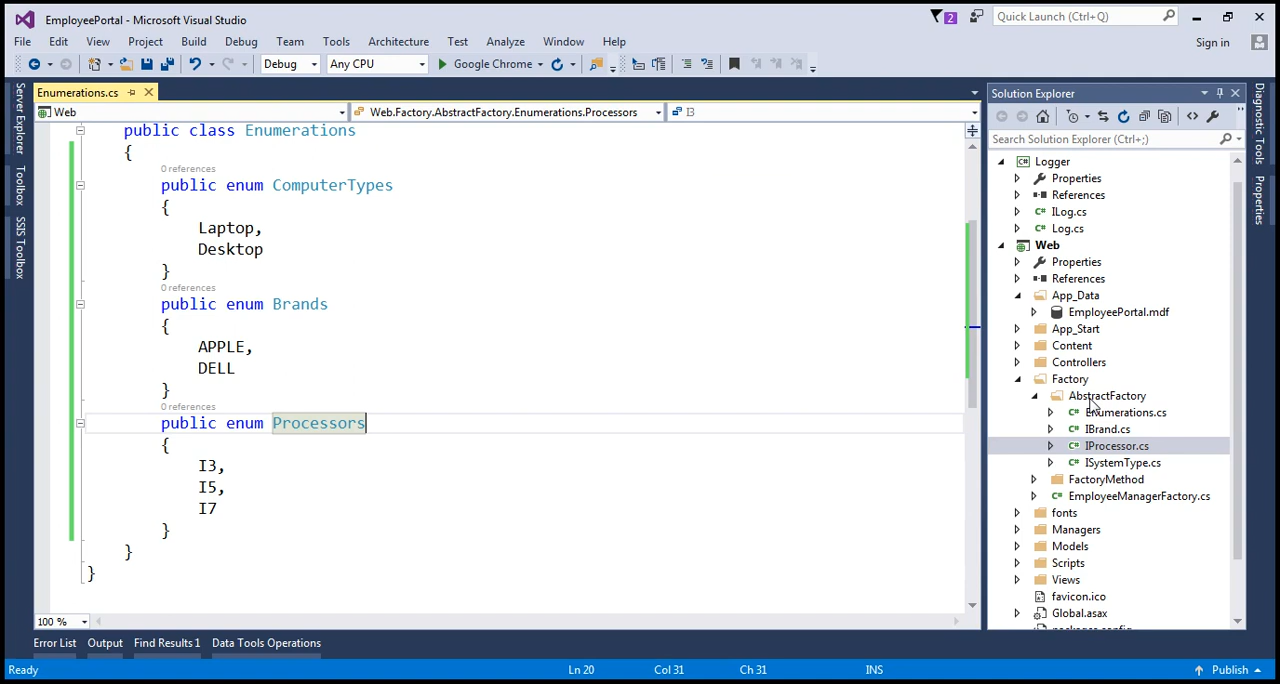 EmployeePortal - Microsoft Visual Studio
2
Quick Launch (Ctrl+Q)
File Edit View Project Build Debug Team Tools Architecture Test Analyze Window Help
Sign in
Debug Any CPU Google Chrome
Server Explorer
Toolbox
SSIS Toolbox
Enumerations.cs
Web Web.Factory.AbstractFactory.Enumerations.Processors I3
public class Enumerations
{
0 references
public enum ComputerTypes
{
Laptop,
Desktop
}
0 references
public enum Brands
{
APPLE,
DELL
}
0 references
public enum Processors
{
I3,
I5,
I7
}
}
}
100 %
Solution Explorer
Search Solution Explorer (Ctrl+;)
Logger
Properties
References
ILog.cs
Log.cs
Web
Properties
References
App_Data
EmployeePortal.mdf
App_Start
Content
Controllers
Factory
AbstractFactory
Enumerations.cs
IBrand.cs
IProcessor.cs
ISystemType.cs
FactoryMethod
EmployeeManagerFactory.cs
fonts
Managers
Models
Scripts
Views
favicon.ico
Global.asax
packages.config
Diagnostic Tools
Properties
Error List Output Find Results 1 Data Tools Operations
Ready Ln 20 Col 31 Ch 31 INS Publish